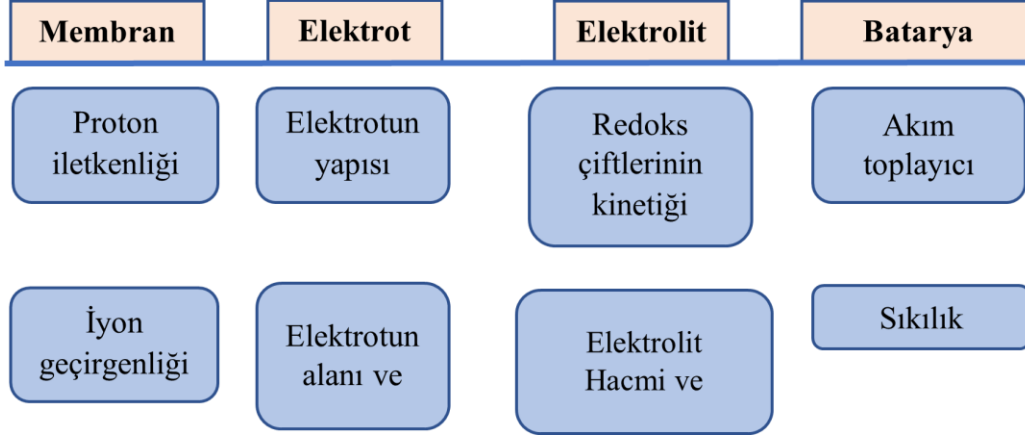 Membran
Elektrot
Elektrolit
Batarya
Proton
iletkenliği
Elektrotun
yapısı
Redoks
çiftlerinin
kinetiği
Akım
toplayıcı
İyon
geçirgenliği
Elektrotun
alanı ve
Elektrolit
Hacmi ve
Sıkılık